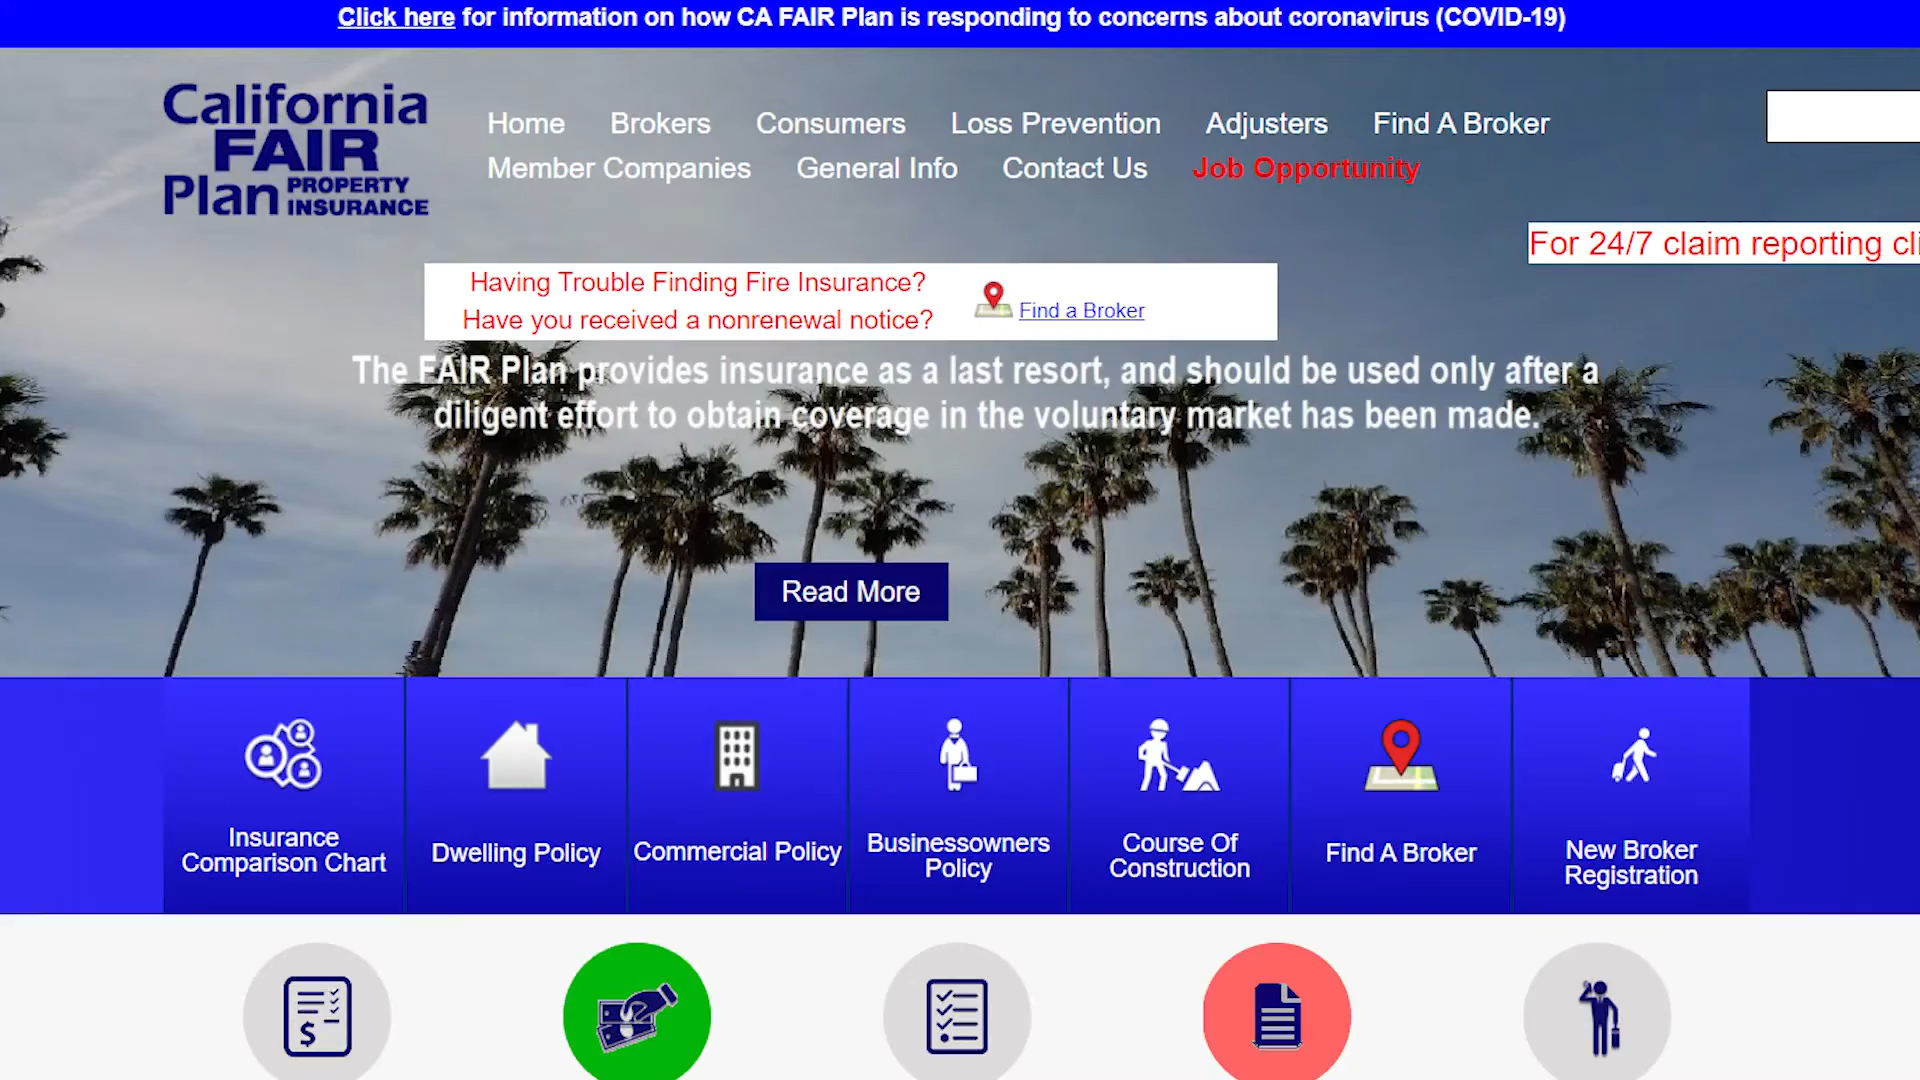 Click here for information on how CA FAIR Plan is responding to concerns about coronavirus (COVID-19)
California
FAIR
Plan PROPERTY INSURANCE
Home Brokers Consumers Loss Prevention Adjusters Find A Broker
Member Companies General Info Contact Us Job Opportunity
For 24/7 claim reporting cli
Having Trouble Finding Fire Insurance?
Have you received a nonrenewal notice?
Find a Broker
The FAIR Plan provides insurance as a last resort, and should be used only after a
diligent effort to obtain coverage in the voluntary market has been made.
Read More
Insurance
Comparison Chart
Dwelling Policy
Commercial Policy
Businessowners
Policy
Course Of
Construction
Find A Broker
New Broker
Registration